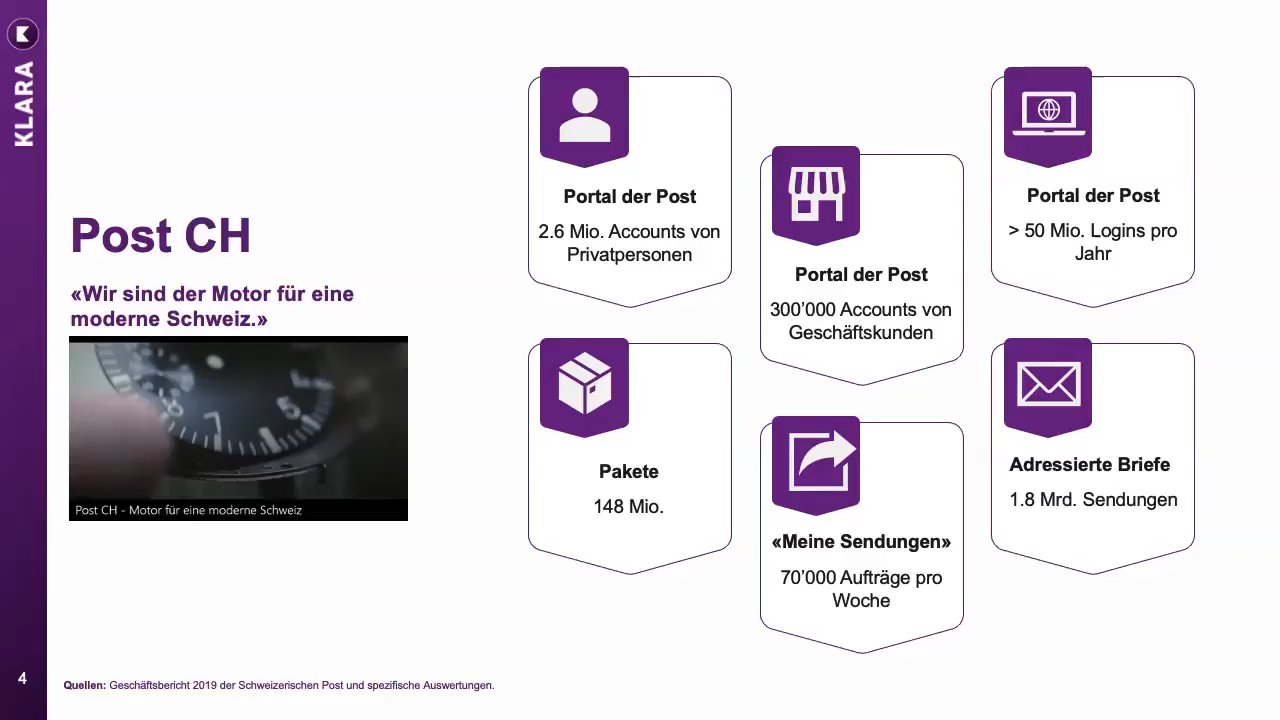 KLARA
Post CH
«Wir sind der Motor für eine
moderne Schweiz.»
7
5
Post CH - Motor für eine moderne Schweiz
Portal der Post
2.6 Mio. Accounts von
Privatpersonen
Portal der Post
300’000 Accounts von
Geschäftskunden
Portal der Post
> 50 Mio. Logins pro
Jahr
Pakete
148 Mio.
«Meine Sendungen»
70’000 Aufträge pro
Woche
Adressierte Briefe
1.8 Mrd. Sendungen
4
Quellen: Geschäftsbericht 2019 der Schweizerischen Post und spezifische Auswertungen.